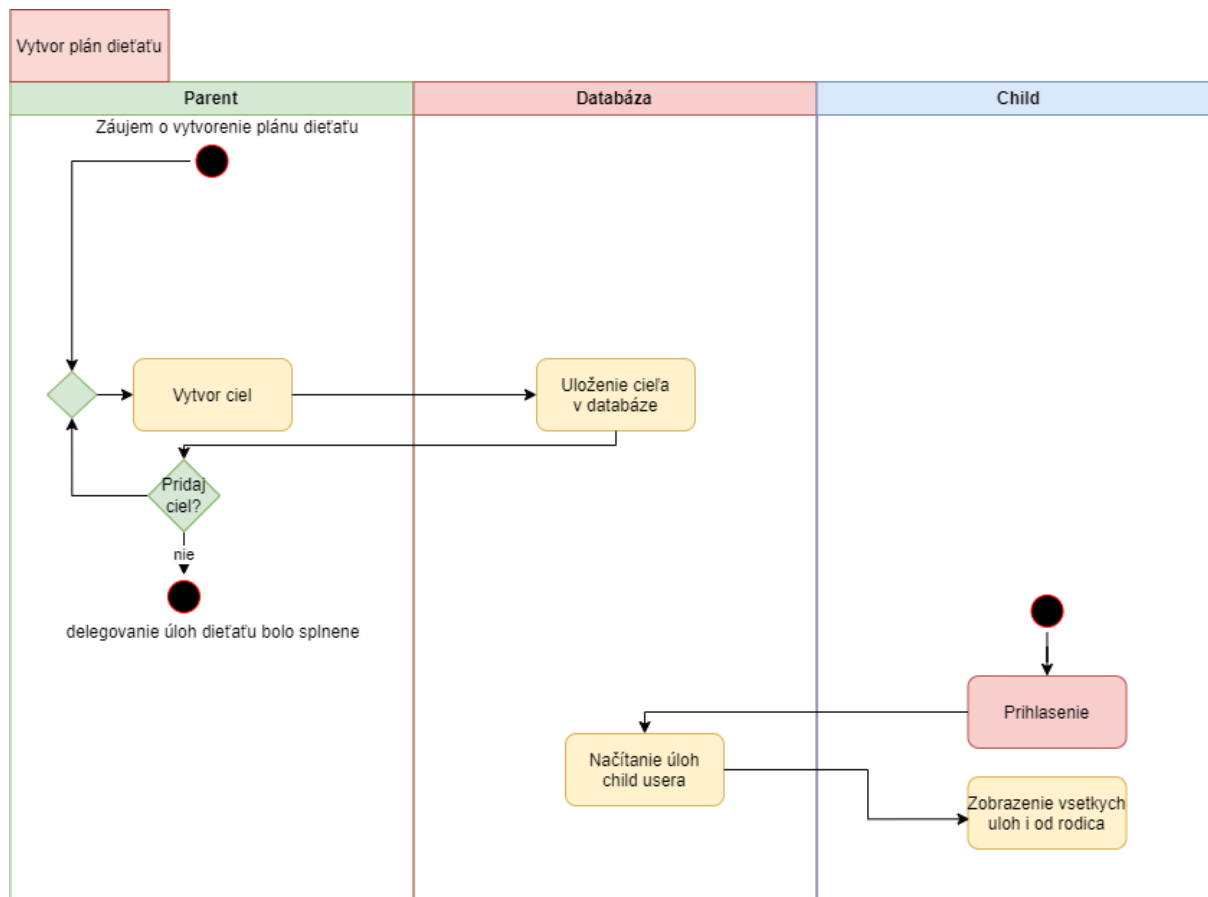 Vytvor plán dieťaťu
Parent
Databáza
Child
Záujem o vytvorenie plánu dieťaťu
Vytvor ciel
Uloženie cieľa
v databáze
Pridaj
ciel?
nie
delegovanie úloh dieťaťu bolo splnene
Prihlasenie
Načítanie úloh
child usera
Zobrazenie vsetkych
uloh i od rodica